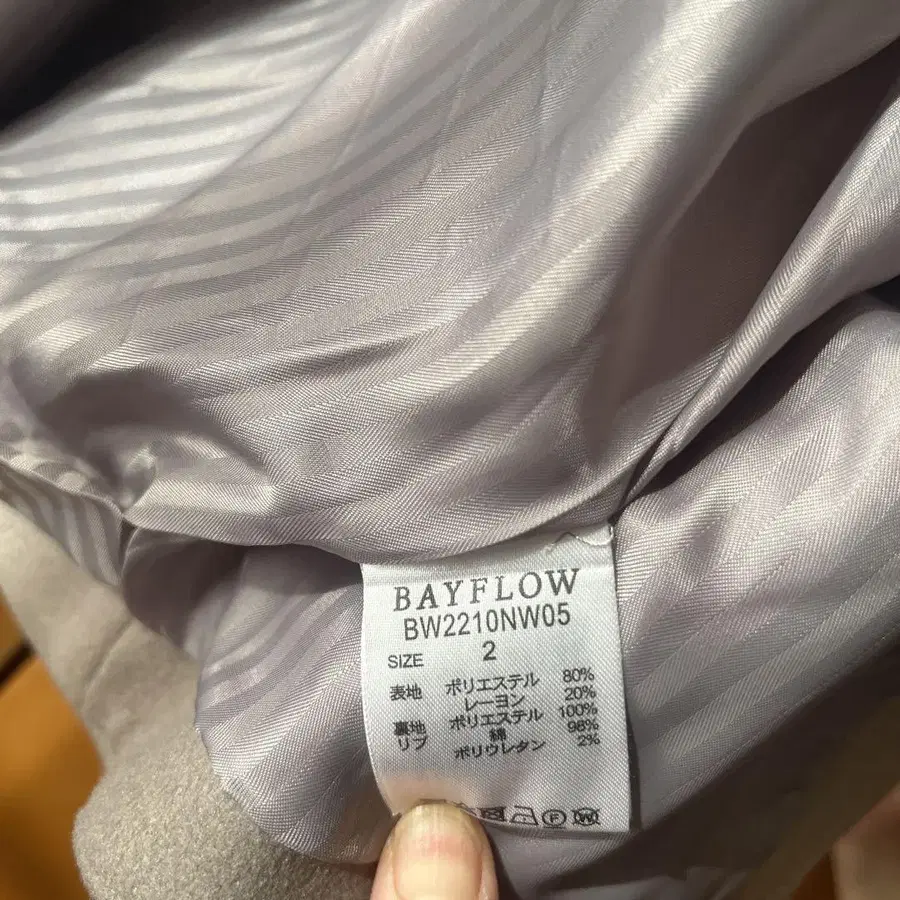 BAYFLOW
BW2210NW05
SIZE 2
表地 ポリエステル 80%
レーヨン 20%
裏地 ポリエステル 100%
リブ 綿 98%
ポリウレタン 2%
F W